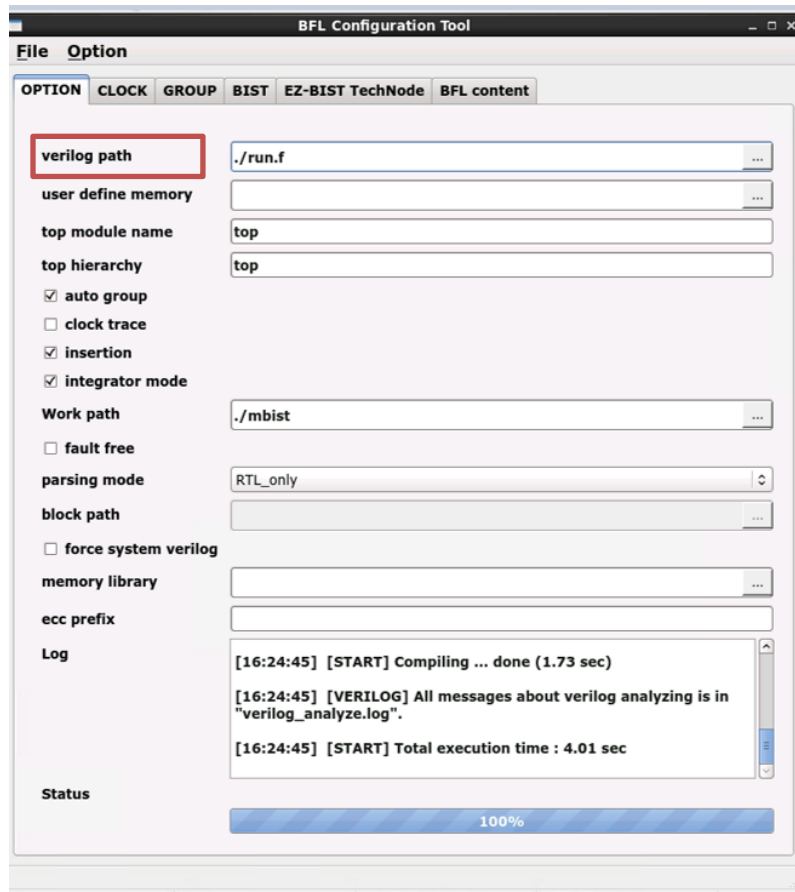 BFL Configuration Tool
File Option
OPTION CLOCK GROUP BIST EZ-BIST TechNode BFL content
verilog path ./run.f ...
user define memory ...
top module name top
top hierarchy top
auto group
clock trace
insertion
integrator mode
Work path ./mbist ...
fault free
parsing mode RTL_only
block path ...
force system verilog
memory library ...
ecc prefix
Log
[16:24:45] [START] Compiling ... done (1.73 sec)
[16:24:45] [VERILOG] All messages about verilog analyzing is in
"verilog_analyze.log".
[16:24:45] [START] Total execution time : 4.01 sec
Status
100%